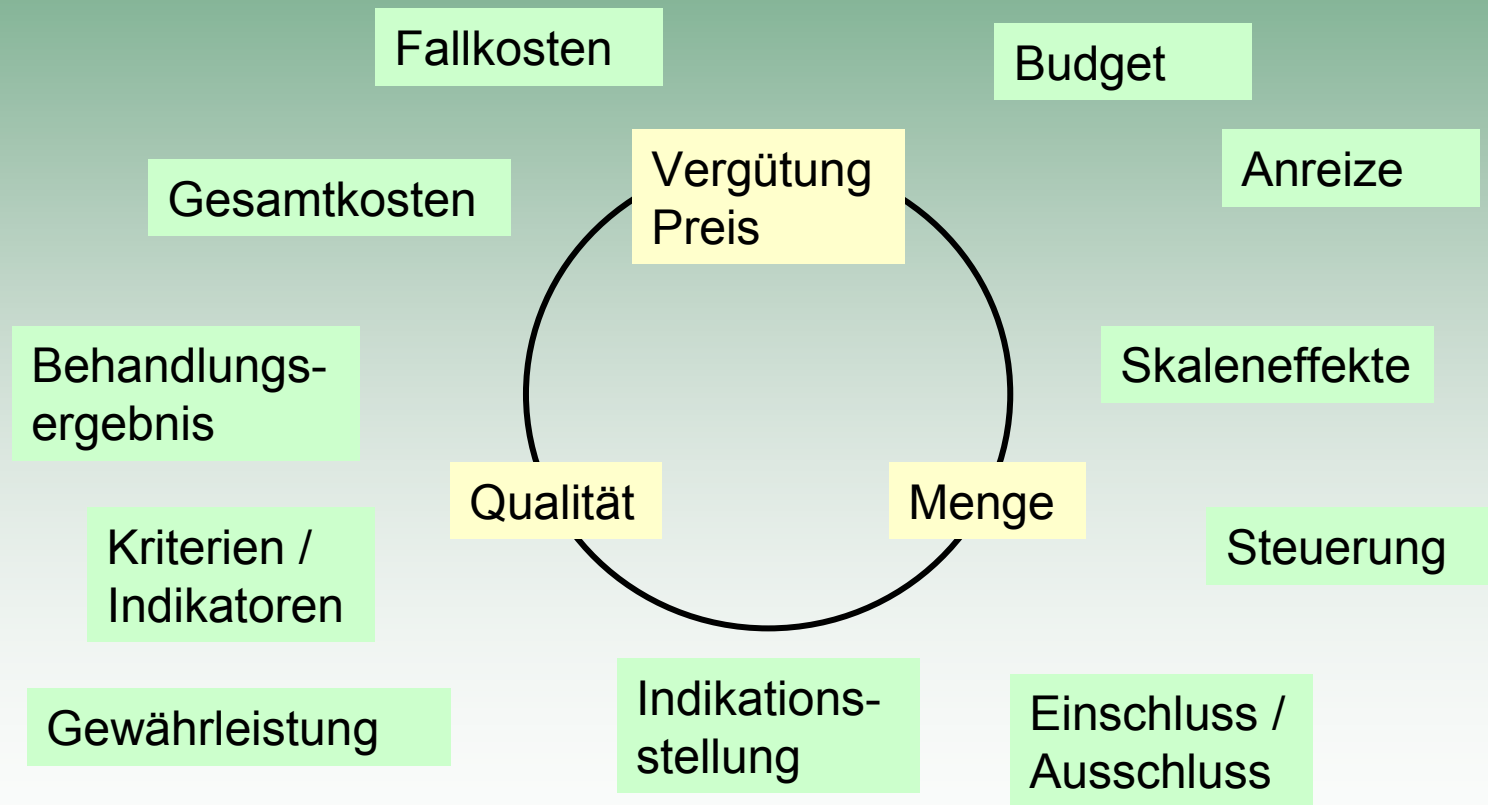 Fallkosten
Budget
Vergütung
Preis
Anreize
Gesamtkosten
Behandlungs-
ergebnis
Skaleneffekte
Qualität
Menge
Kriterien /
Indikatoren
Steuerung
Gewährleistung
Indikations-
stellung
Einschluss /
Ausschluss